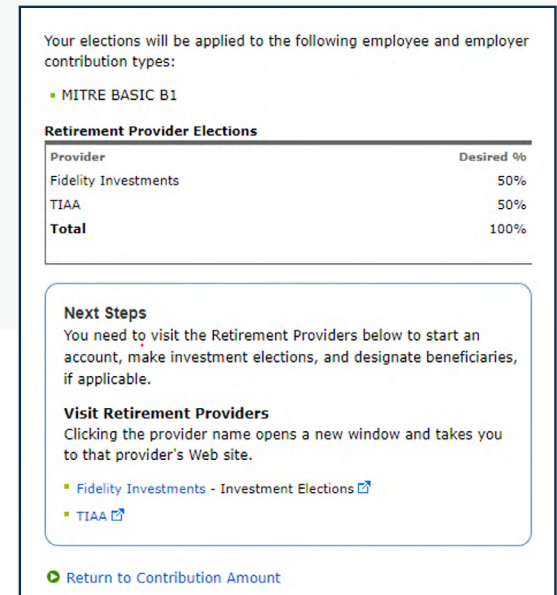 Your elections will be applied to the following employee and employer
contribution types:
MITRE BASIC B1
Retirement Provider Elections
Provider Desired %
Fidelity Investments 50%
TIAA 50%
Total 100%
Next Steps
You need to visit the Retirement Providers below to start an
account, make investment elections, and designate beneficiaries,
if applicable.
Visit Retirement Providers
Clicking the provider name opens a new window and takes you
to that provider's Web site.
Fidelity Investments - Investment Elections
TIAA
Return to Contribution Amount